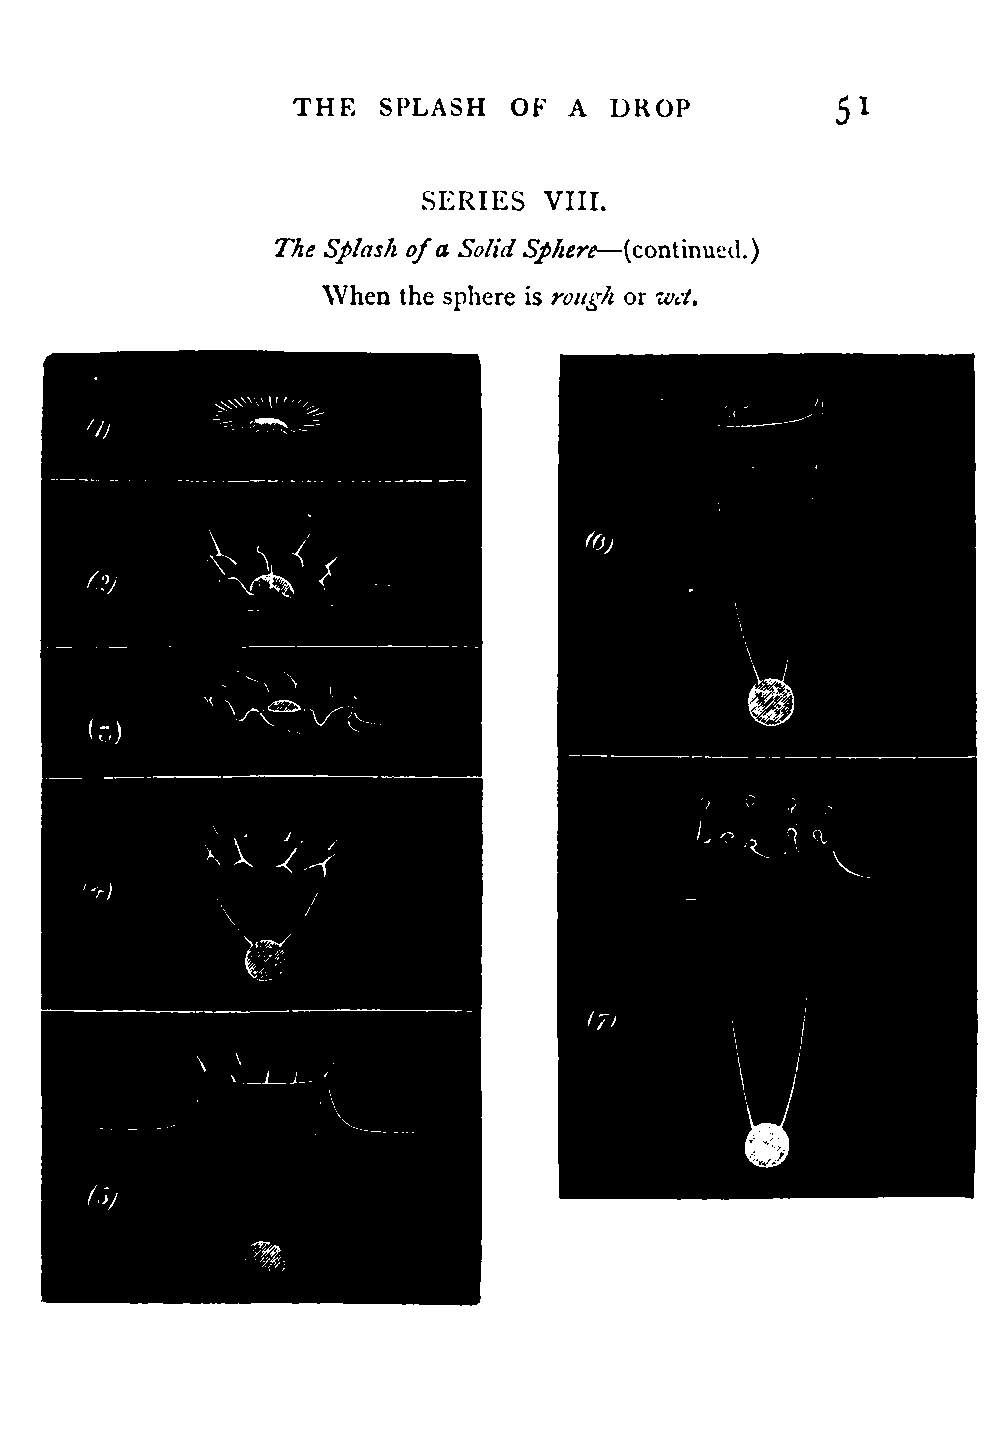 THE SPLASH OF A DROP 51
SERIES VIII.
The Splash of a Solid Sphere—(continued.)
When the sphere is rough or wet.
(1)
(2)
(3)
(4)
(5)
(6)
(7)